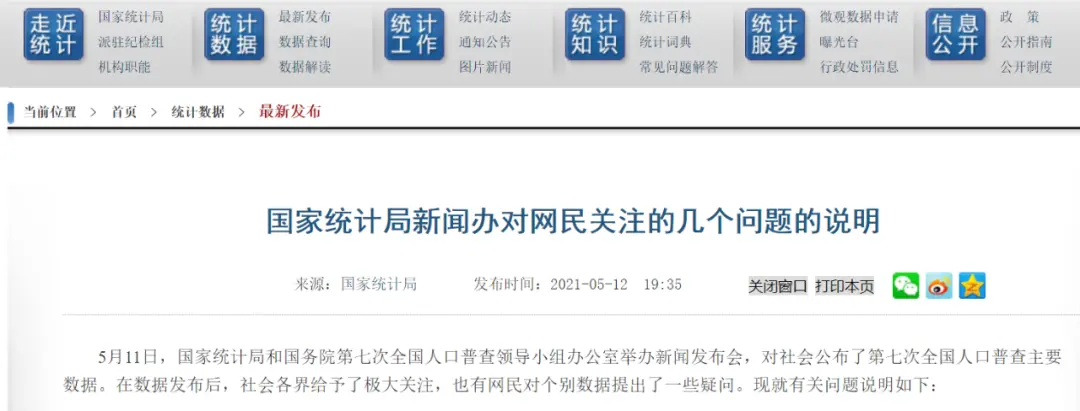 走近 国家统计局 统计 最新发布 统计 统计动态 统计 统计百科 统计 微观数据申请 信息 政 策
统计 派驻纪检组 数据 数据查询 工作 通知公告 知识 统计词典 服务 曝光台 公开 公开指南
机构职能 数据解读 图片新闻 常见问题解答 行政处罚信息 公开制度
当前位置 > 首页 > 统计数据 > 最新发布
国家统计局新闻办对网民关注的几个问题的说明
来源：国家统计局 发布时间：2021-05-12 19:35 关闭窗口 打印本页
5月11日，国家统计局和国务院第七次全国人口普查领导小组办公室举办新闻发布会，对社会公布了第七次全国人口普查主要
数据。在数据发布后，社会各界给予了极大关注，也有网民对个别数据提出了一些疑问。现就有关问题说明如下：